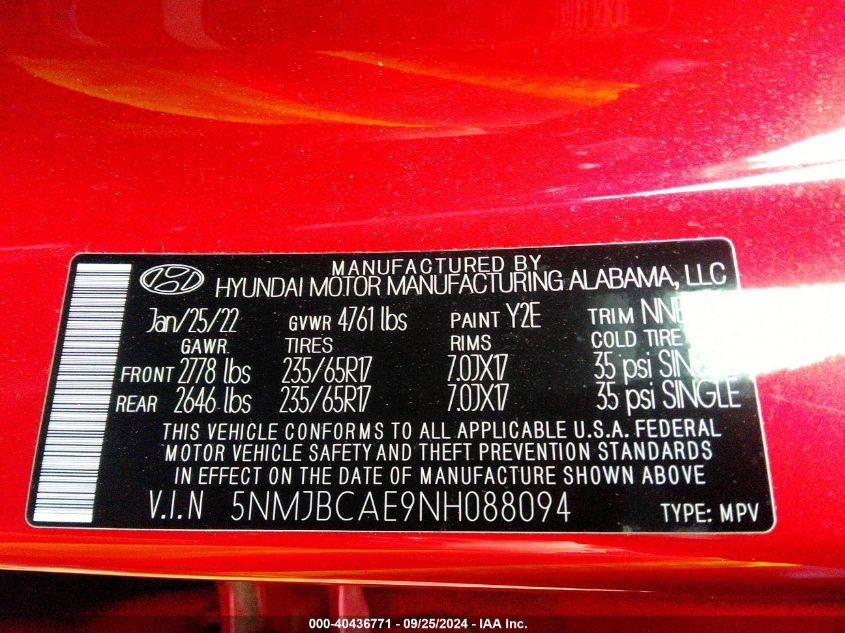 MANUFACTURED BY
HYUNDAI MOTOR MANUFACTURING ALABAMA, LLC
Jan/25/22 GVWR 4761 lbs PAINT Y2E TRIM
GAWR TIRES RIMS COLD TIRE
FRONT 2778 lbs 235/65R17 7.0JX17 35 psi SINGLE
REAR 2646 lbs 235/65R17 7.0JX17 35 psi SINGLE
THIS VEHICLE CONFORMS TO ALL APPLICABLE U.S.A. FEDERAL
MOTOR VEHICLE SAFETY AND THEFT PREVENTION STANDARDS
IN EFFECT ON THE DATE OF MANUFACTURE SHOWN ABOVE
V.I.N 5NMJBCAE9NH088094 TYPE: MPV
000-40436771 - 09/25/2024 - IAA Inc.